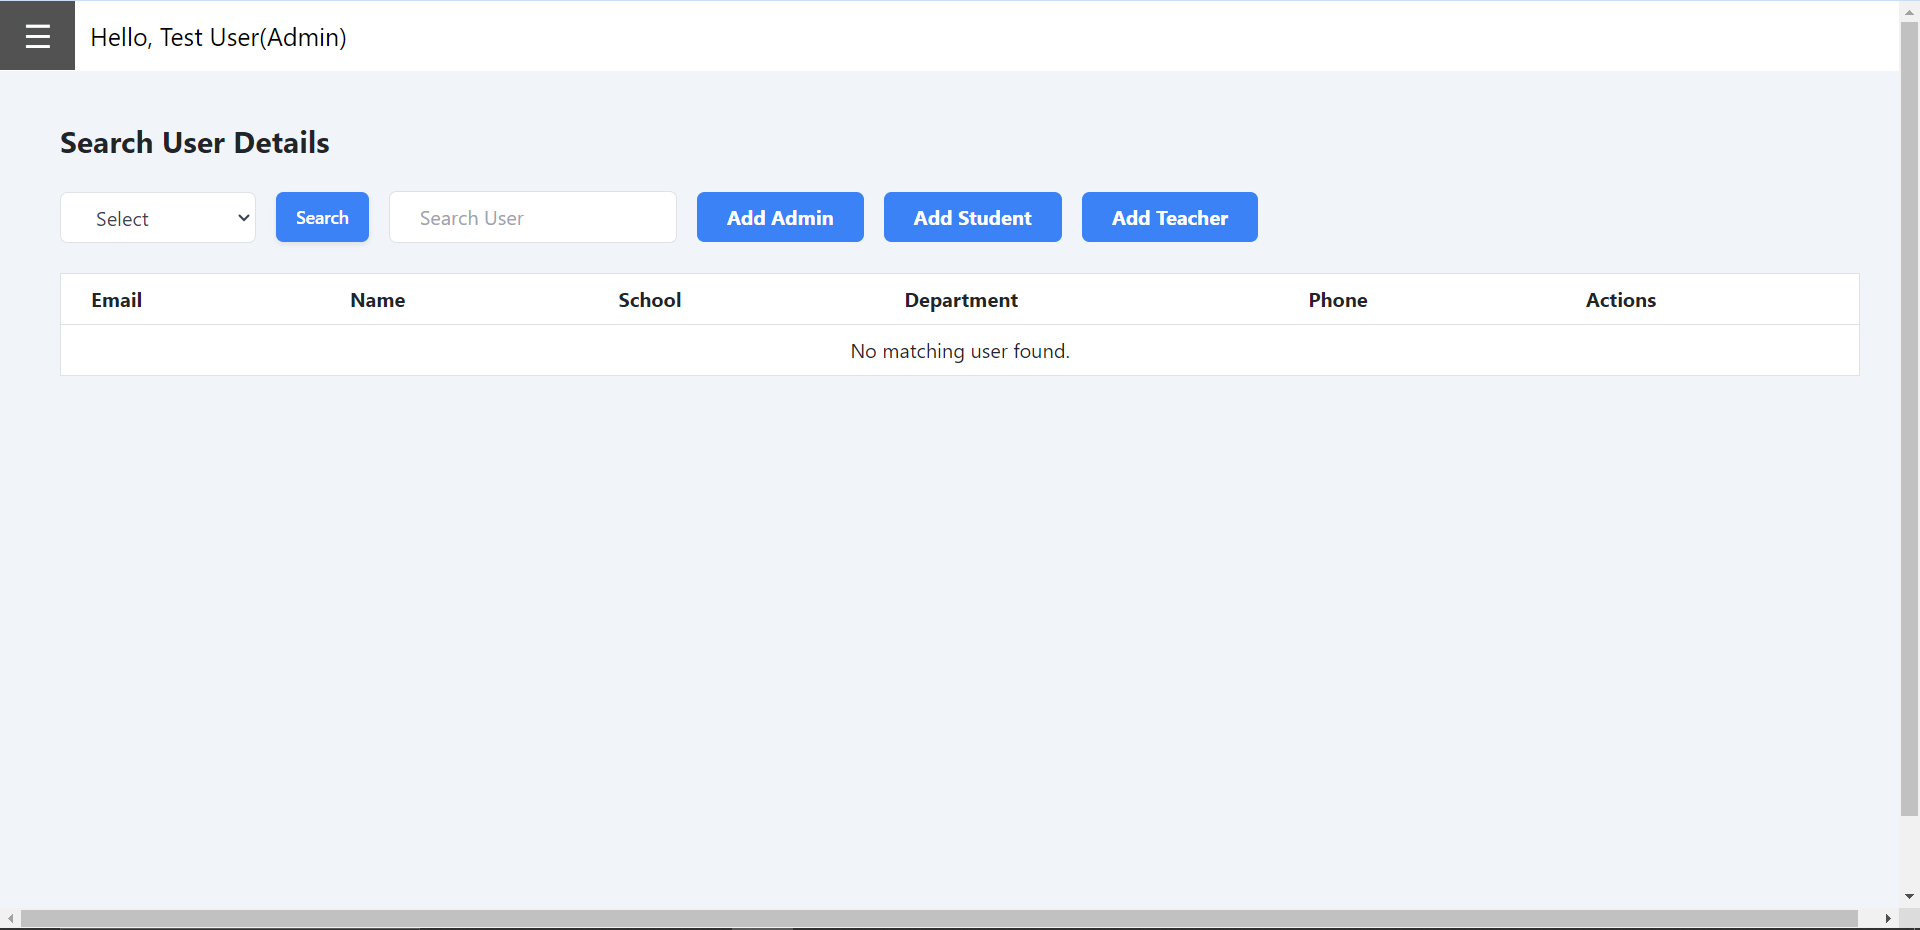 ☰ Hello, Test User(Admin)
Search User Details
Select Search Search User Add Admin Add Student Add Teacher
Email Name School Department Phone Actions
No matching user found.